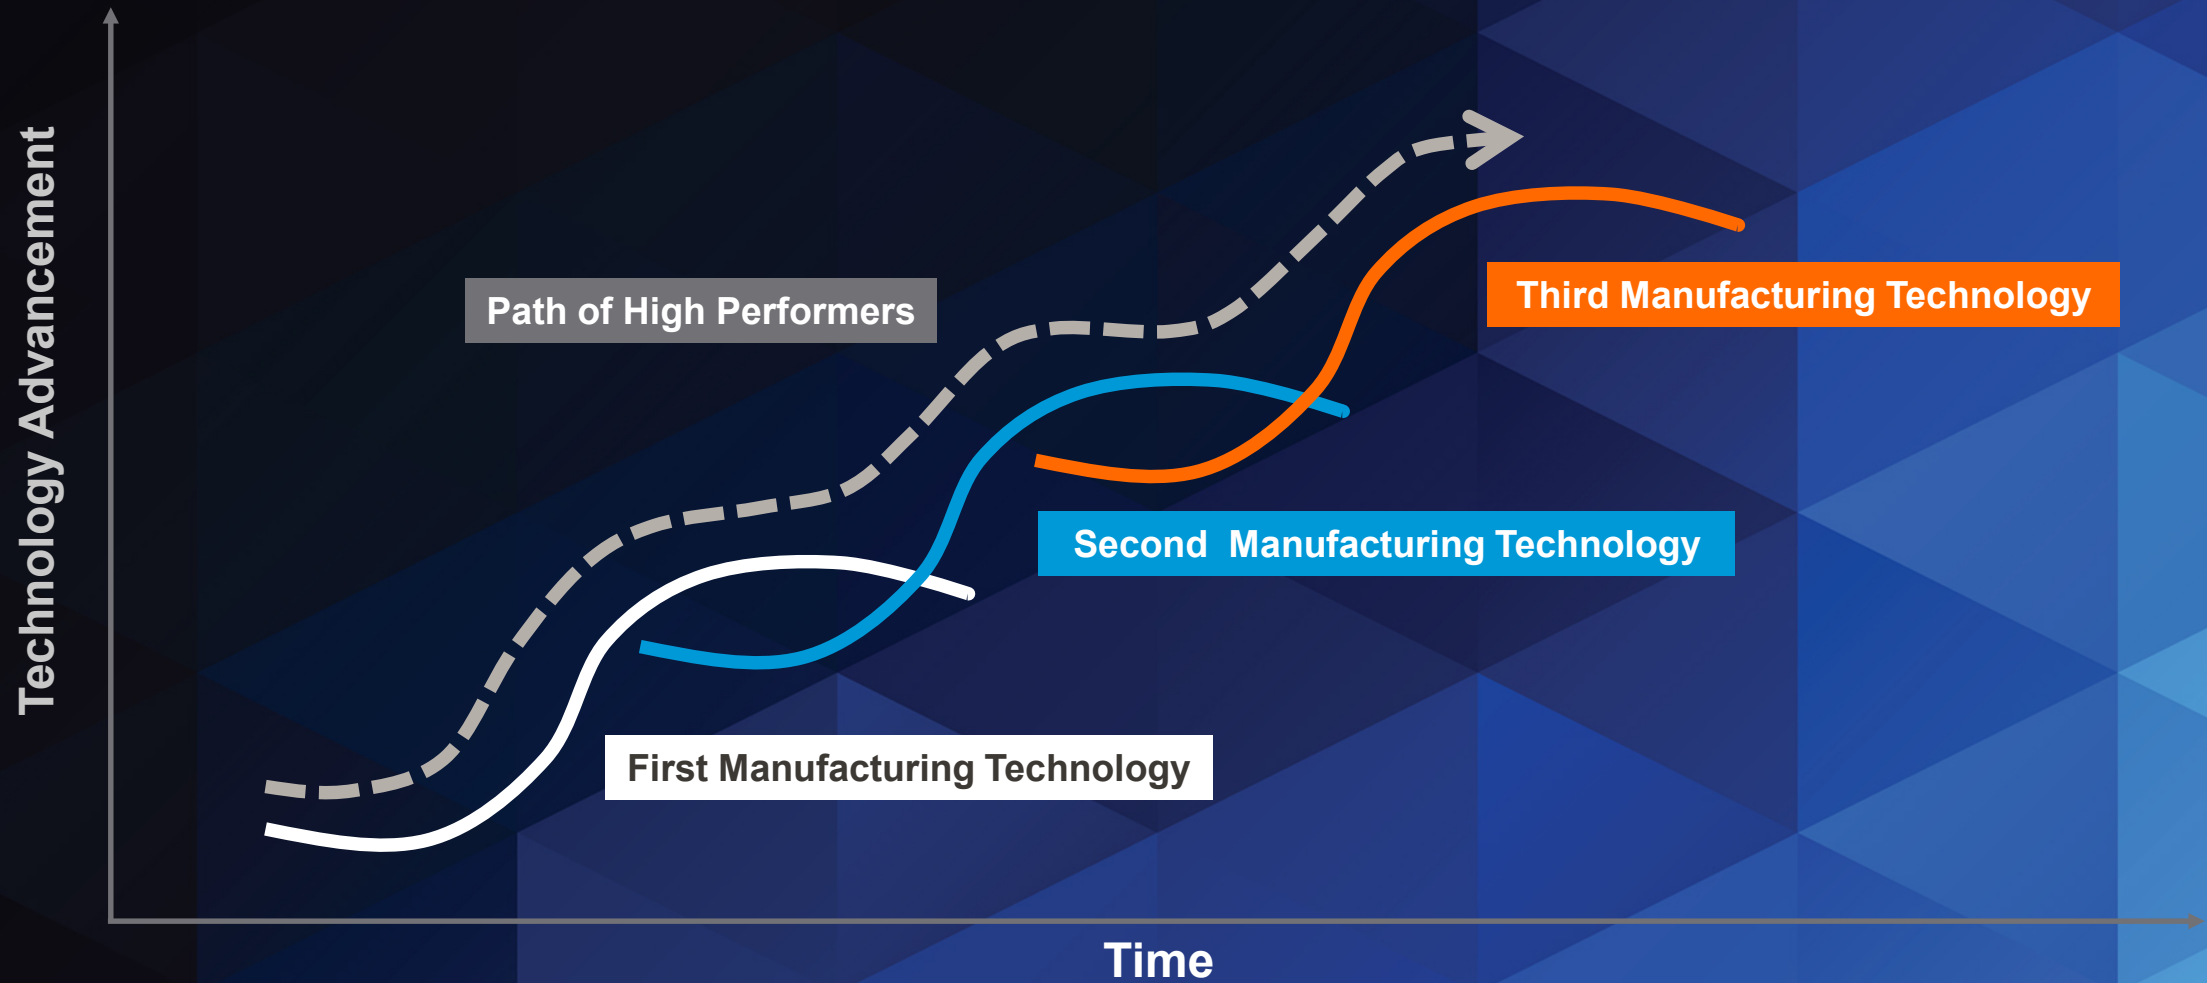 Technology Advancement
Path of High Performers
Third Manufacturing Technology
Second  Manufacturing Technology
First Manufacturing Technology
Time